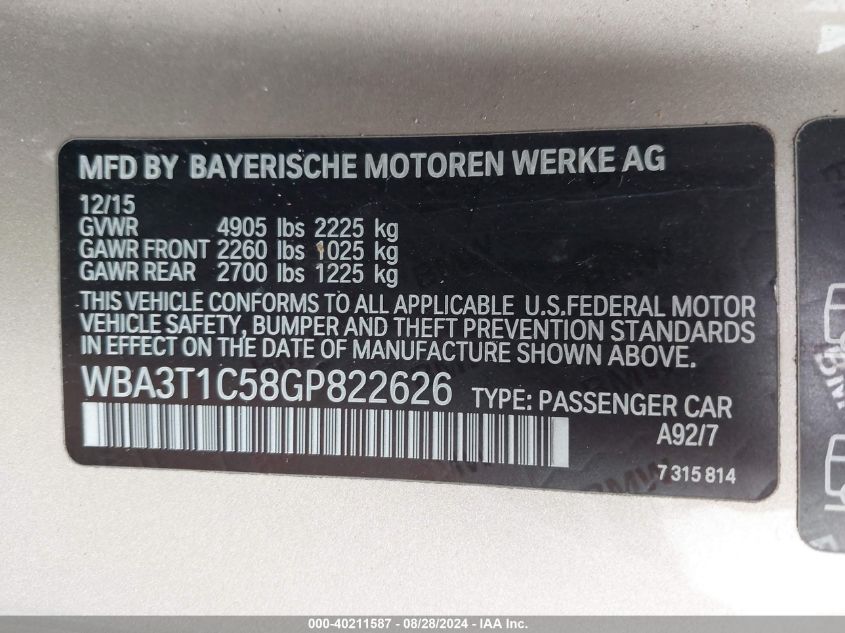 MFD BY BAYERISCHE MOTOREN WERKE AG
12/15
GVWR 4905 lbs 2225 kg
GAWR FRONT 2260 lbs 1025 kg
GAWR REAR 2700 lbs 1225 kg
THIS VEHICLE CONFORMS TO ALL APPLICABLE U.S.FEDERAL MOTOR
VEHICLE SAFETY, BUMPER AND THEFT PREVENTION STANDARDS
IN EFFECT ON THE DATE OF MANUFACTURE SHOWN ABOVE.
WBA3T1C58GP822626 TYPE: PASSENGER CAR
A92/7
7 315 814
000-40211587 - 08/28/2024 - IAA Inc.